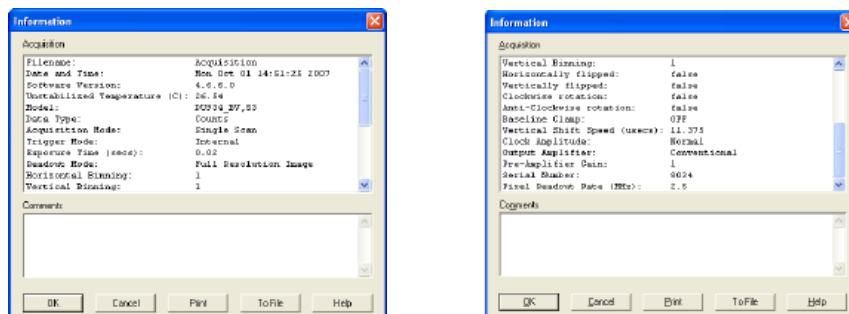 Information
Acquisition
Filename: Acquisition
Date and Time: Mon Oct 01 14:51:25 2007
Software Version: 4.6.6.0
Unstabilized Temperature (C): 26.54
Model:
Data Type: Counts
Acquisition Mode: Single Scan
Trigger Mode: Internal
Exposure Time (secs): 0.02
Readout Mode: Full Resolution Image
Horizontal Binning: 1
Vertical Binning: 1
Comments
OK Cancel Print To File Help
Information
Acquisition
Vertical Binning: 1
Horizontally flipped: false
Vertically flipped: false
Clockwise rotation: false
Anti-Clockwise rotation: false
Baseline Clamp: OFF
Vertical Shift Speed (usecs): 11.375
Clock Amplitude: Normal
Output Amplifier: Conventional
Pre-Amplifier Gain: 1
Serial Number: 9024
Pixel Readout Rate (MHz): 2.5
Comments
OK Cancel Print To File Help